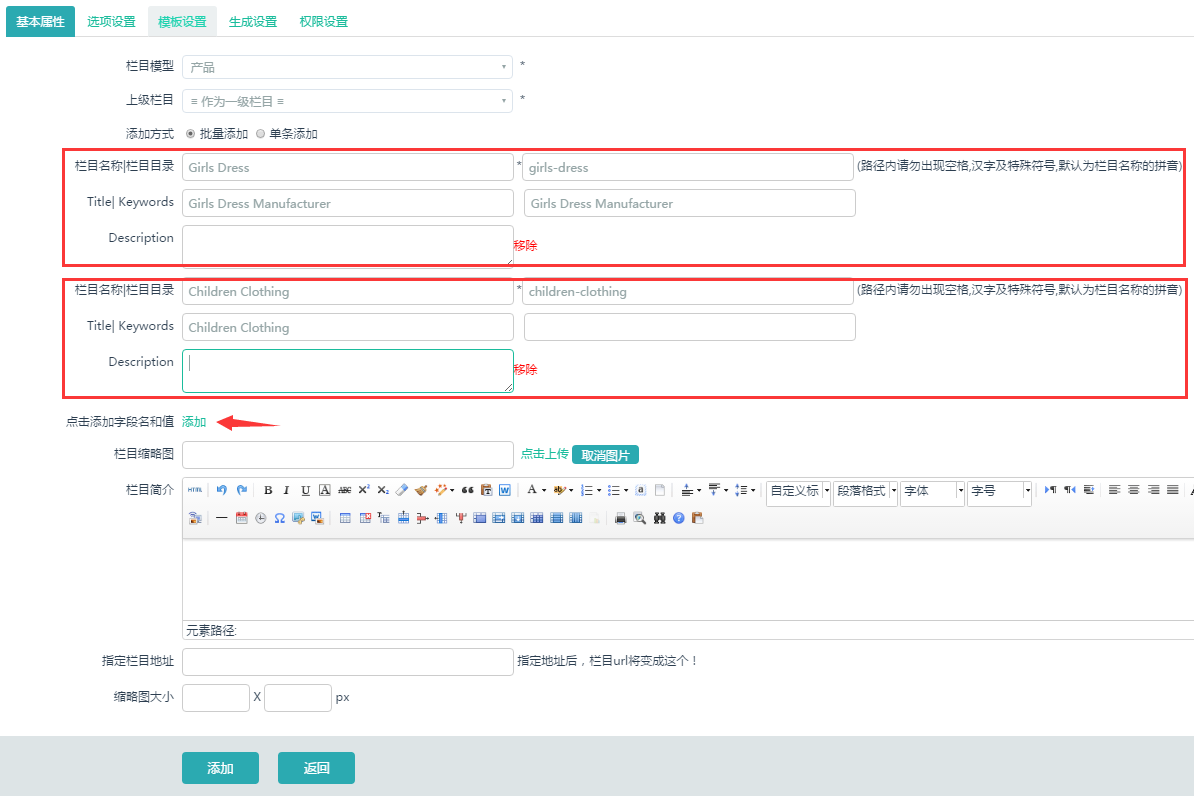 基本属性 选项设置 模板设置 生成设置 权限设置
栏目模型 产品 *
上级栏目 ≡ 作为一级栏目 ≡ *
添加方式 批量添加 单条添加
栏目名称|栏目目录 Girls Dress * girls-dress (路径内请勿出现空格,汉字及特殊符号,默认为栏目名称的拼音)
Title| Keywords Girls Dress Manufacturer Girls Dress Manufacturer
Description 移除
栏目名称|栏目目录 Children Clothing * children-clothing (路径内请勿出现空格,汉字及特殊符号,默认为栏目名称的拼音)
Title| Keywords Children Clothing
Description 移除
点击添加字段名和值 添加
栏目缩略图 点击上传 取消图片
栏目简介 HTML B I U A ABC X² X₂ A 自定义标 段落格式 字体 字号
元素路径:
指定栏目地址 指定地址后，栏目url将变成这个！
缩略图大小 X px
添加 返回